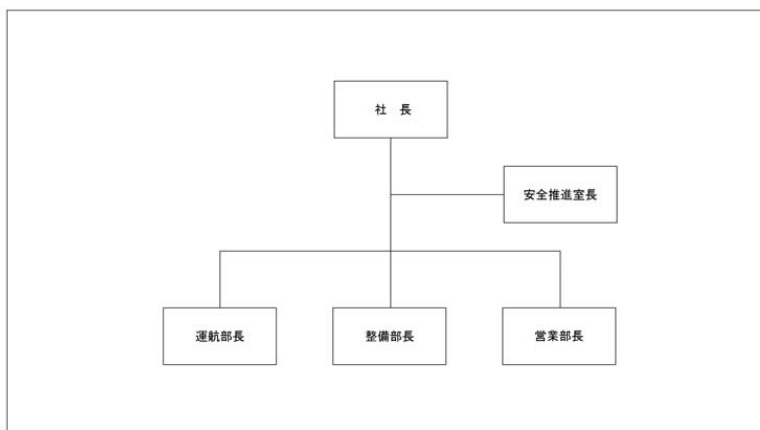 社　長
安全推進室長
運航部長
整備部長
営業部長